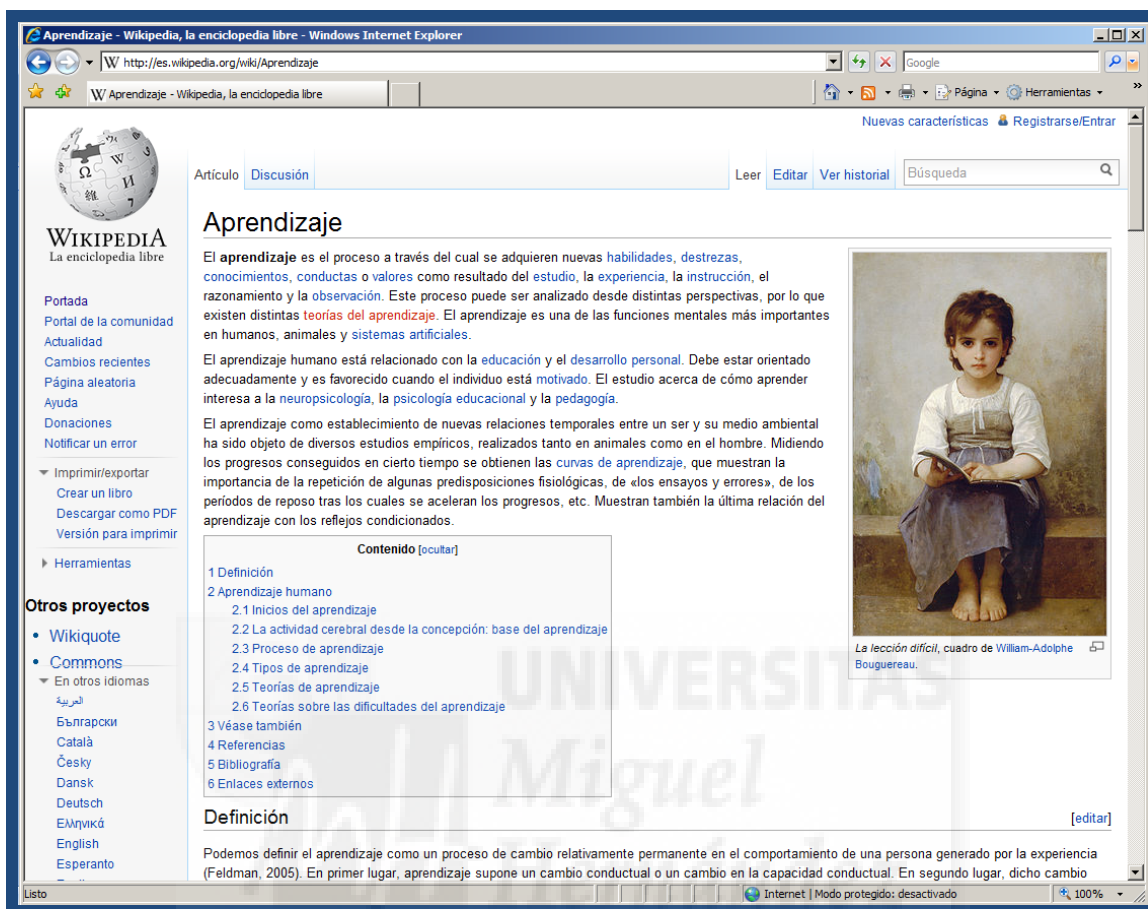 Aprendizaje - Wikipedia, la enciclopedia libre - Windows Internet Explorer
http://es.wikipedia.org/wiki/Aprendizaje
Google
Aprendizaje - Wikipedia, la enciclopedia libre
Página
Herramientas
Nuevas características Registrarse/Entrar
Artículo Discusión
Leer Editar Ver historial
Búsqueda
WIKIPEDIA
La enciclopedia libre
Portada
Portal de la comunidad
Actualidad
Cambios recientes
Página aleatoria
Ayuda
Donaciones
Notificar un error
Imprimir/exportar
Crear un libro
Descargar como PDF
Versión para imprimir
Herramientas
Otros proyectos
Wikiquote
Commons
En otros idiomas
العربية
Български
Català
Česky
Dansk
Deutsch
Ελληνικά
English
Esperanto
Aprendizaje
El aprendizaje es el proceso a través del cual se adquieren nuevas habilidades, destrezas,
conocimientos, conductas o valores como resultado del estudio, la experiencia, la instrucción, el
razonamiento y la observación. Este proceso puede ser analizado desde distintas perspectivas, por lo que
existen distintas teorías del aprendizaje. El aprendizaje es una de las funciones mentales más importantes
en humanos, animales y sistemas artificiales.
El aprendizaje humano está relacionado con la educación y el desarrollo personal. Debe estar orientado
adecuadamente y es favorecido cuando el individuo está motivado. El estudio acerca de cómo aprender
interesa a la neuropsicología, la psicología educacional y la pedagogía.
El aprendizaje como establecimiento de nuevas relaciones temporales entre un ser y su medio ambiental
ha sido objeto de diversos estudios empíricos, realizados tanto en animales como en el hombre. Midiendo
los progresos conseguidos en cierto tiempo se obtienen las curvas de aprendizaje, que muestran la
importancia de la repetición de algunas predisposiciones fisiológicas, de «los ensayos y errores», de los
períodos de reposo tras los cuales se aceleran los progresos, etc. Muestran también la última relación del
aprendizaje con los reflejos condicionados.
La lección difícil, cuadro de William-Adolphe
Bouguereau.
Contenido [ocultar]
1 Definición
2 Aprendizaje humano
2.1 Inicios del aprendizaje
2.2 La actividad cerebral desde la concepción: base del aprendizaje
2.3 Proceso de aprendizaje
2.4 Tipos de aprendizaje
2.5 Teorías de aprendizaje
2.6 Teorías sobre las dificultades del aprendizaje
3 Véase también
4 Referencias
5 Bibliografía
6 Enlaces externos
UNIVERSITAS
Miguel
Definición [editar]
Podemos definir el aprendizaje como un proceso de cambio relativamente permanente en el comportamiento de una persona generado por la experiencia
(Feldman, 2005). En primer lugar, aprendizaje supone un cambio conductual o un cambio en la capacidad conductual. En segundo lugar, dicho cambio
Listo
Internet | Modo protegido: desactivado
100%